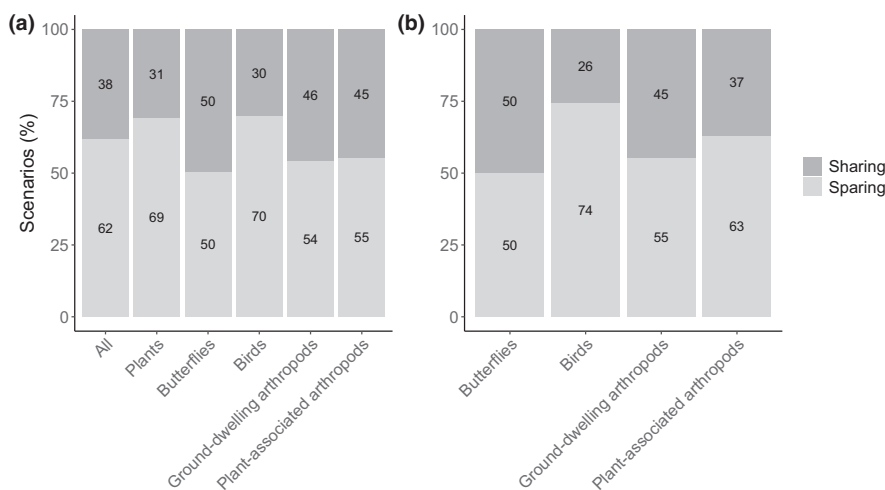 (a)
Scenarios (%)
100
75
50
25
0
38
31
50
30
46
45
62
69
50
70
54
55
All
Plants
Butterflies
Birds
Ground-dwelling arthropods
Plant-associated arthropods
(b)
100
75
50
25
0
50
26
45
37
50
74
55
63
Butterflies
Birds
Ground-dwelling arthropods
Plant-associated arthropods
Sharing
Sparing